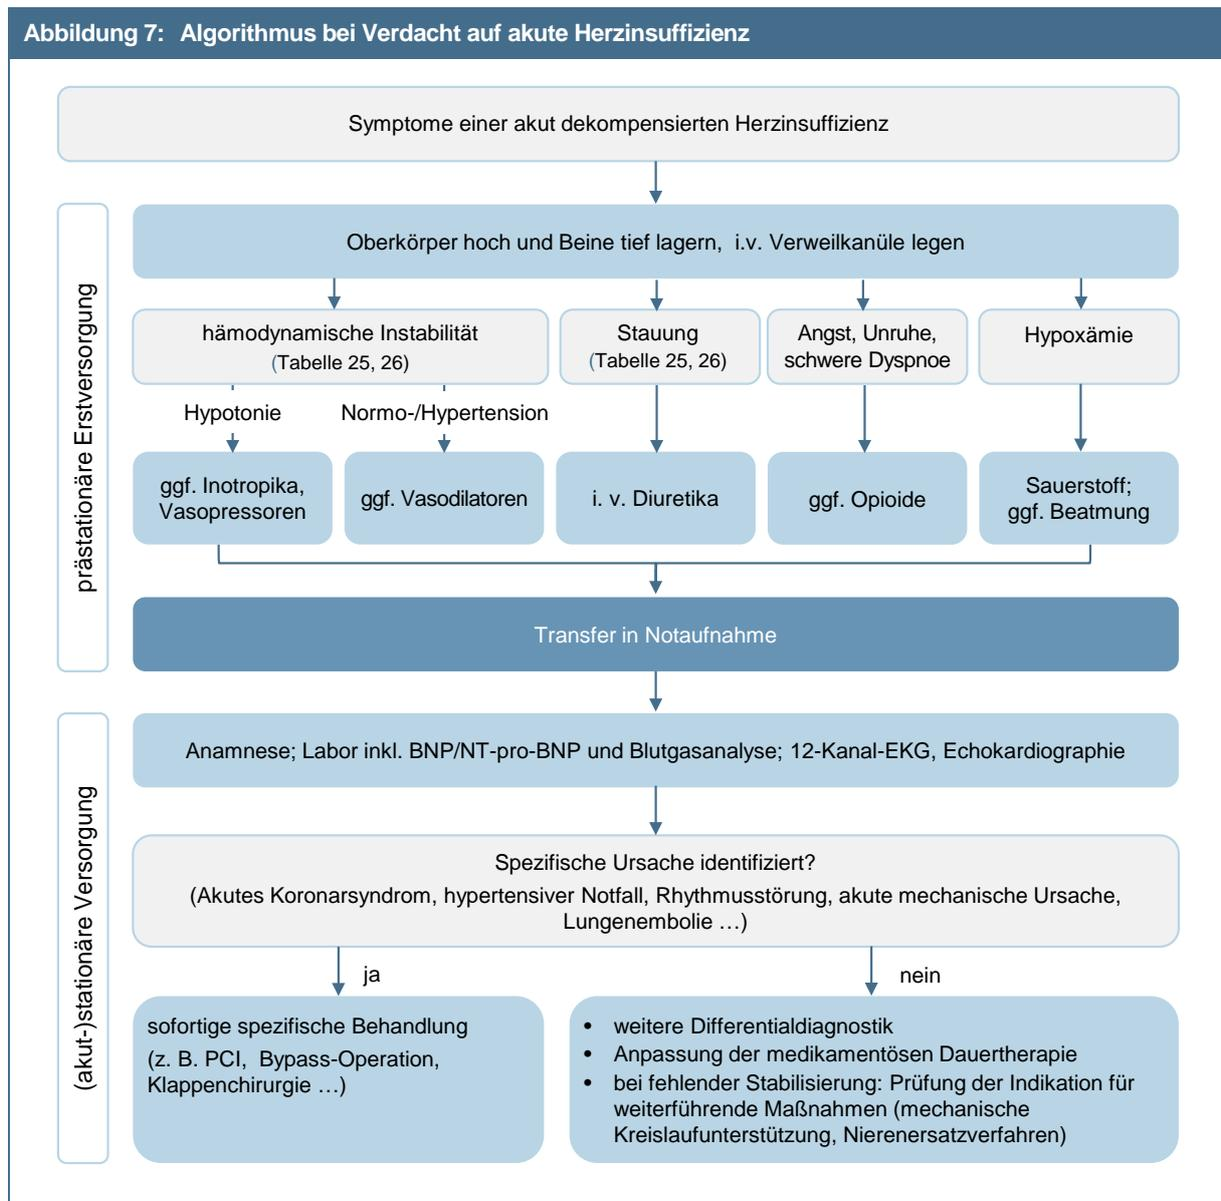 Abbildung 7: Algorithmus bei Verdacht auf akute Herzinsuffizienz
Symptome einer akut dekompensierten Herzinsuffizienz
prästationäre Erstversorgung
Oberkörper hoch und Beine tief lagern, i.v. Verweilkanüle legen
hämodynamische Instabilität
(Tabelle 25, 26)
Stauung
(Tabelle 25, 26)
Angst, Unruhe,
schwere Dyspnoe
Hypoxämie
Hypotonie
Normo-/Hypertension
ggf. Inotropika,
Vasopressoren
ggf. Vasodilatoren
i. v. Diuretika
ggf. Opioide
Sauerstoff;
ggf. Beatmung
Transfer in Notaufnahme
(akut-)stationäre Versorgung
Anamnese; Labor inkl. BNP/NT-pro-BNP und Blutgasanalyse; 12-Kanal-EKG, Echokardiographie
Spezifische Ursache identifiziert?
(Akutes Koronarsyndrom, hypertensiver Notfall, Rhythmusstörung, akute mechanische Ursache,
Lungenembolie …)
ja
nein
sofortige spezifische Behandlung
(z. B. PCI, Bypass-Operation,
Klappenchirurgie …)
• weitere Differentialdiagnostik
• Anpassung der medikamentösen Dauertherapie
• bei fehlender Stabilisierung: Prüfung der Indikation für
weiterführende Maßnahmen (mechanische
Kreislaufunterstützung, Nierenersatzverfahren)